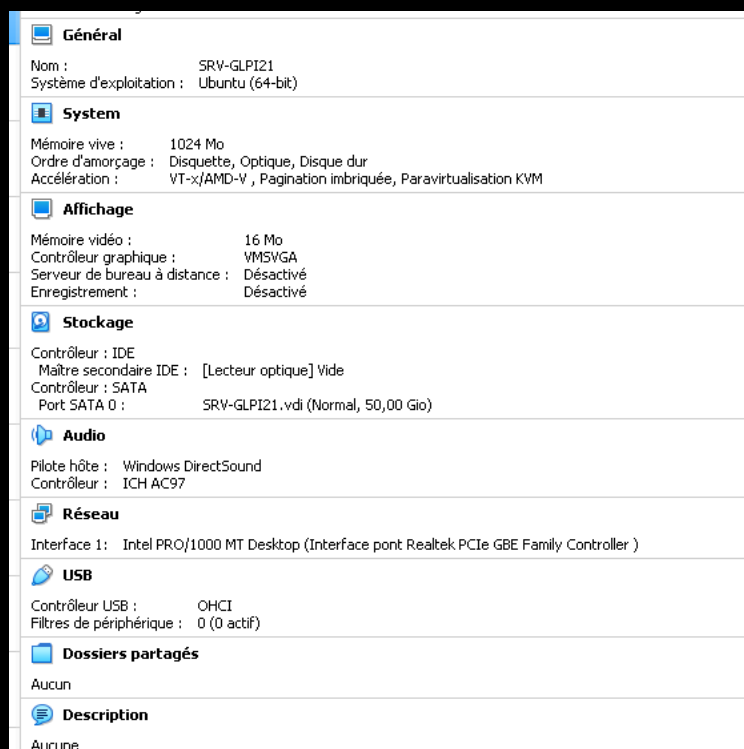 Général
Nom : SRV-GLPI21
Système d'exploitation : Ubuntu (64-bit)
System
Mémoire vive : 1024 Mo
Ordre d'amorçage : Disquette, Optique, Disque dur
Accélération : VT-x/AMD-V , Pagination imbriquée, Paravirtualisation KVM
Affichage
Mémoire vidéo : 16 Mo
Contrôleur graphique : VMSVGA
Serveur de bureau à distance : Désactivé
Enregistrement : Désactivé
Stockage
Contrôleur : IDE
Maître secondaire IDE : [Lecteur optique] Vide
Contrôleur : SATA
Port SATA 0 : SRV-GLPI21.vdi (Normal, 50,00 Gio)
Audio
Pilote hôte : Windows DirectSound
Contrôleur : ICH AC97
Réseau
Interface 1: Intel PRO/1000 MT Desktop (Interface pont Realtek PCIe GBE Family Controller )
USB
Contrôleur USB : OHCI
Filtres de périphérique : 0 (0 actif)
Dossiers partagés
Aucun
Description
Aucune